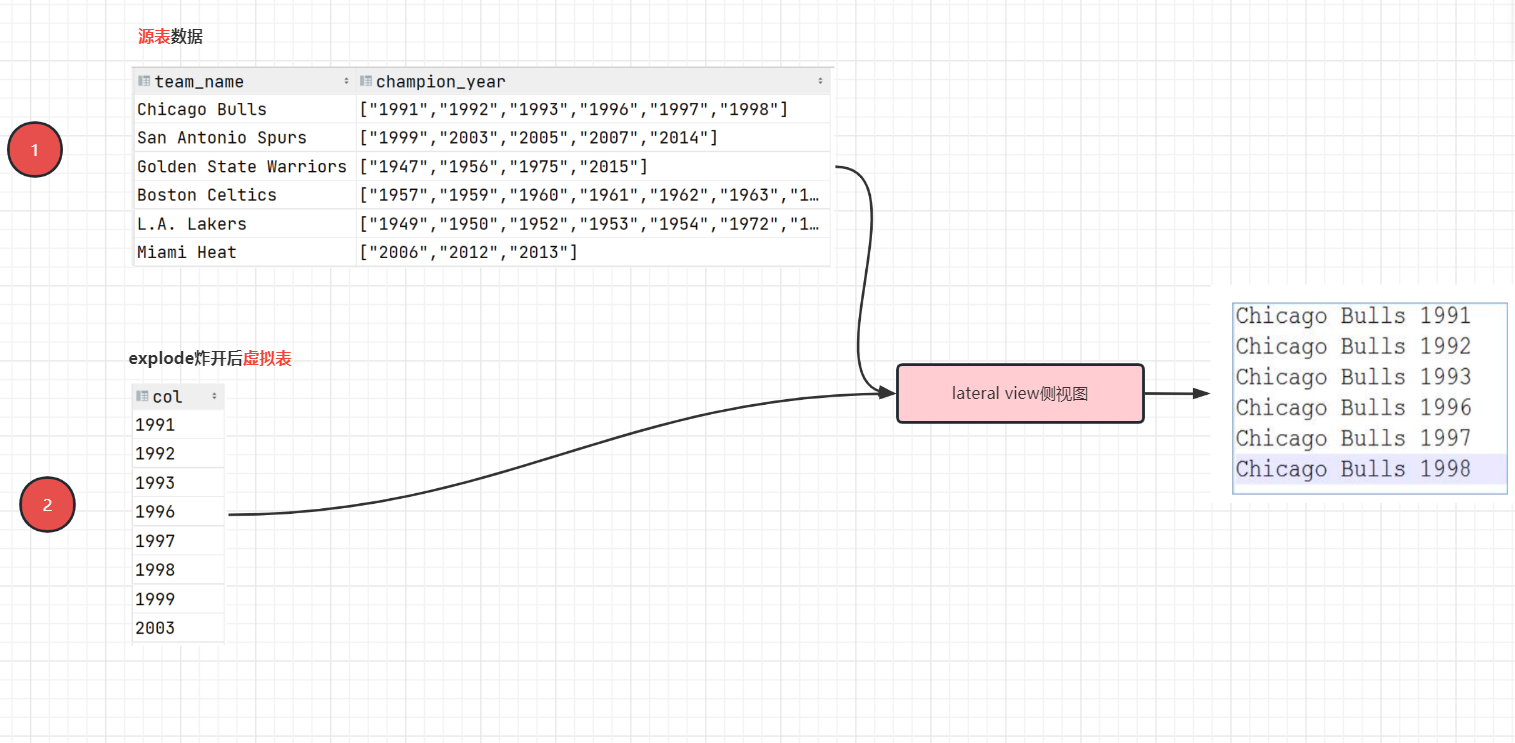 源表数据
team_name champion_year
Chicago Bulls ["1991","1992","1993","1996","1997","1998"]
San Antonio Spurs ["1999","2003","2005","2007","2014"]
Golden State Warriors ["1947","1956","1975","2015"]
Boston Celtics ["1957","1959","1960","1961","1962","1963","1…
L.A. Lakers ["1949","1950","1952","1953","1954","1972","1…
Miami Heat ["2006","2012","2013"]
1
explode炸开后虚拟表
col
1991
1992
1993
1996
1997
1998
1999
2003
2
lateral view侧视图
Chicago Bulls 1991
Chicago Bulls 1992
Chicago Bulls 1993
Chicago Bulls 1996
Chicago Bulls 1997
Chicago Bulls 1998